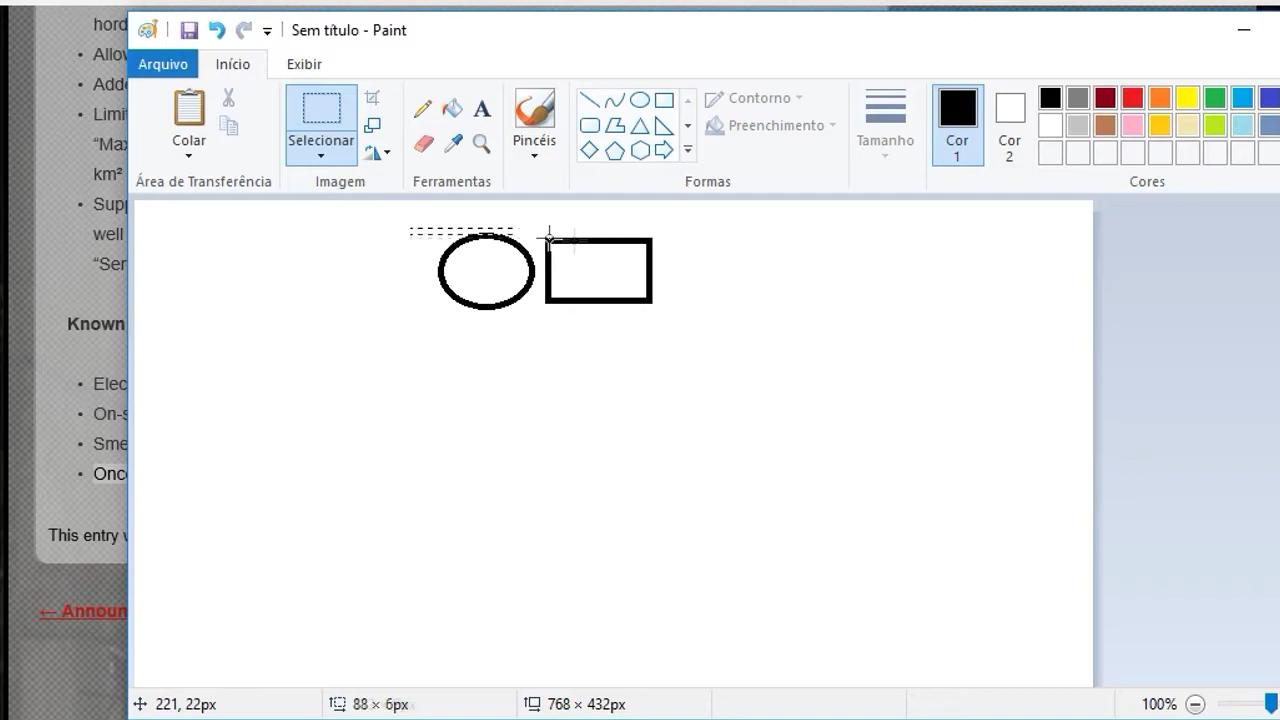 hord
Sem título - Paint
Allow
Arquivo
Início
Exibir
Adde
Limit
Colar
Selecionar
Pincéis
Contorno
Preenchimento
Tamanho
Cor
1
Cor
2
"Max
km²
Área de Transferência
Imagem
Ferramentas
Formas
Cores
Supp
well
"Ser
Known
Elec
On-s
Sme
Once
This entry w
← Announ
221, 22px
88 × 6px
768 × 432px
100%